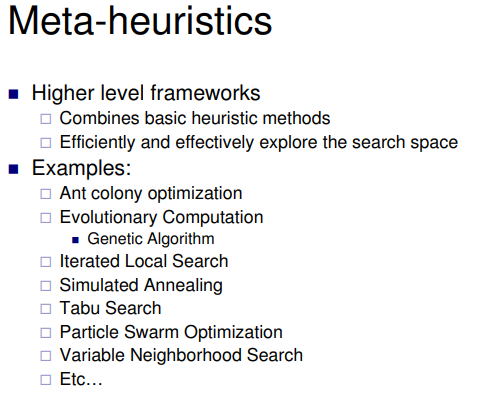 Meta-heuristics
Higher level frameworks
Combines basic heuristic methods
Efficiently and effectively explore the search space
Examples:
Ant colony optimization
Evolutionary Computation
Genetic Algorithm
Iterated Local Search
Simulated Annealing
Tabu Search
Particle Swarm Optimization
Variable Neighborhood Search
Etc…